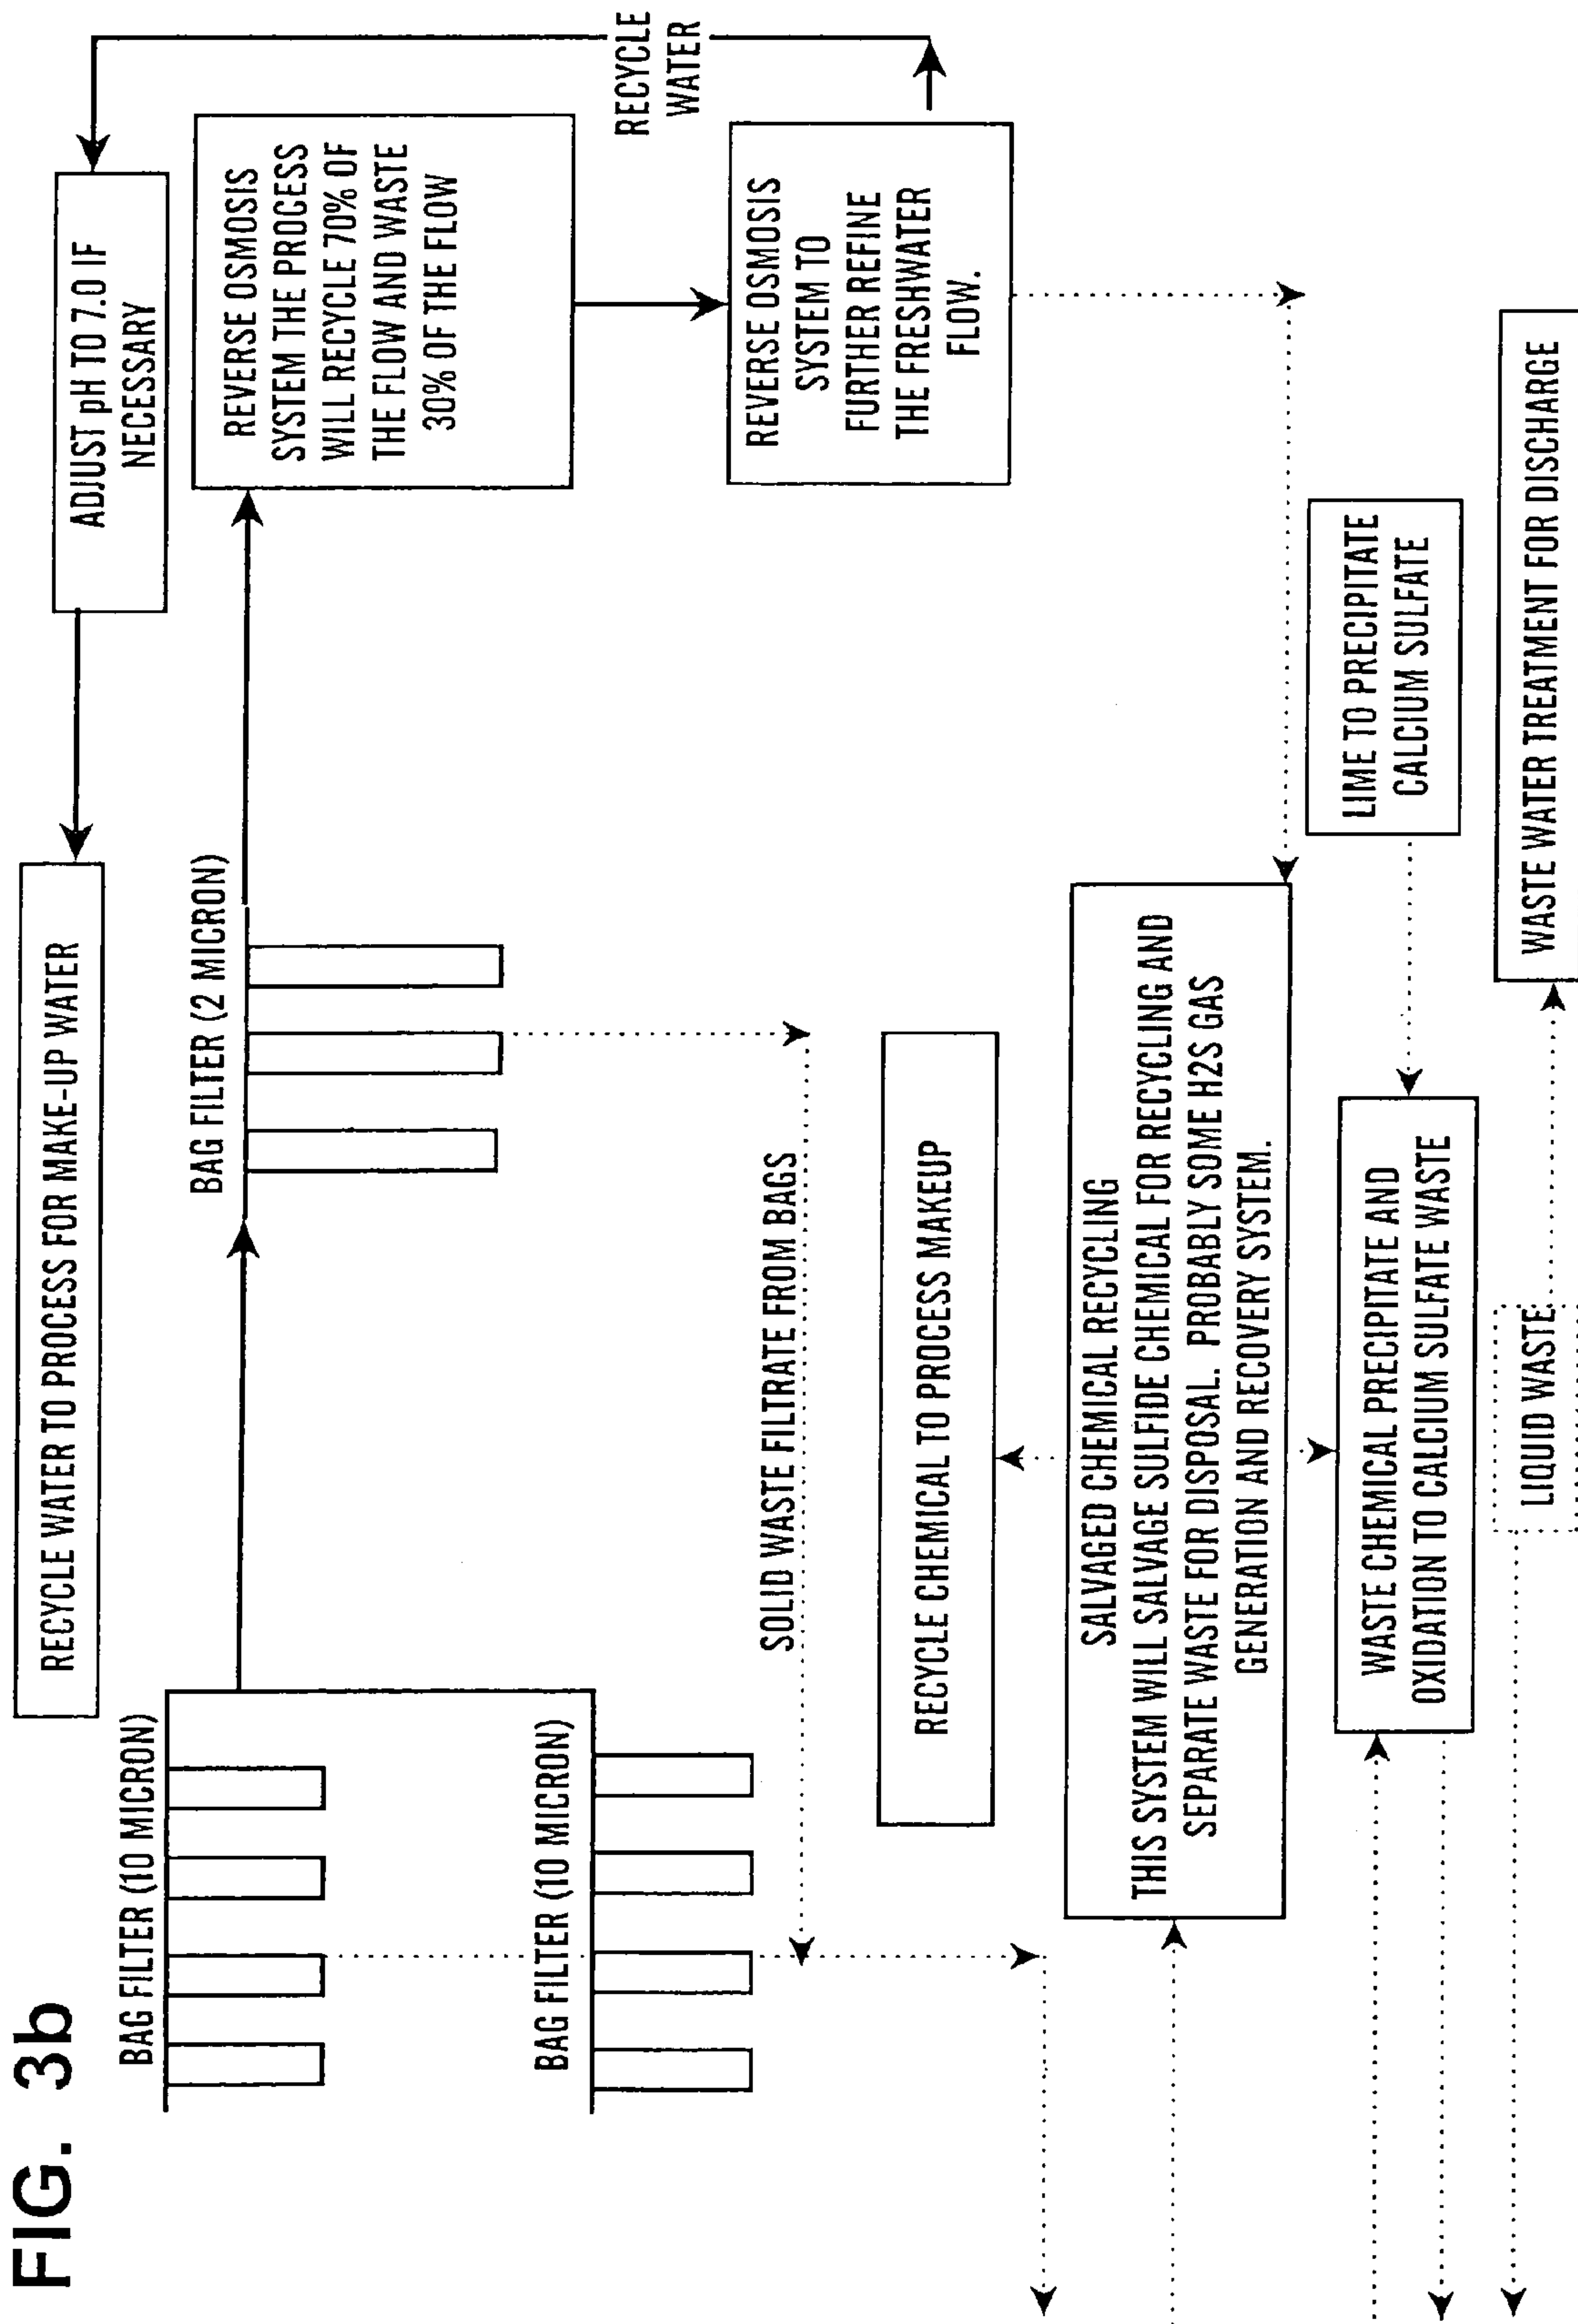 FIG. 3b
RECYCLE WATER TO PROCESS FOR MAKE-UP WATER
ADJUST pH TO 7.0 IF
NECESSARY
BAG FILTER (10 MICRON)
BAG FILTER (2 MICRON)
REVERSE OSMOSIS
SYSTEM THE PROCESS
WILL RECYCLE 70% OF
THE FLOW AND WASTE
30% OF THE FLOW
RECYCLE
WATER
BAG FILTER (10 MICRON)
SOLID WASTE FILTRATE FROM BAGS
REVERSE OSMOSIS
SYSTEM TO
FURTHER REFINE
THE FRESHWATER
FLOW.
RECYCLE CHEMICAL TO PROCESS MAKEUP
SALVAGED CHEMICAL RECYCLING
THIS SYSTEM WILL SALVAGE SULFIDE CHEMICAL FOR RECYCLING AND
SEPARATE WASTE FOR DISPOSAL. PROBABLY SOME H2S GAS
GENERATION AND RECOVERY SYSTEM.
LIME TO PRECIPITATE
CALCIUM SULFATE
WASTE CHEMICAL PRECIPITATE AND
OXIDATION TO CALCIUM SULFATE WASTE
LIQUID WASTE
WASTE WATER TREATMENT FOR DISCHARGE